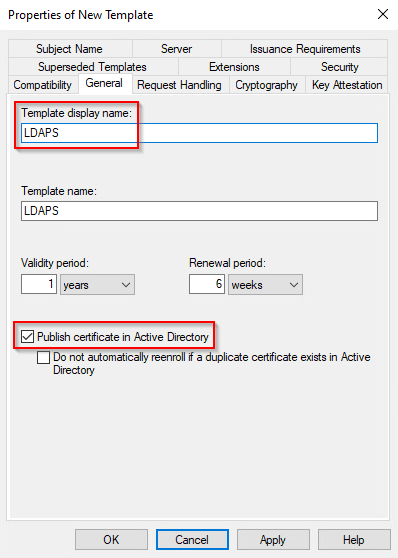 Properties of New Template
Subject Name Server Issuance Requirements
Superseded Templates Extensions Security
Compatibility General Request Handling Cryptography Key Attestation
Template display name:
LDAPS
Template name:
LDAPS
Validity period: Renewal period:
1 years 6 weeks
Publish certificate in Active Directory
Do not automatically reenroll if a duplicate certificate exists in Active
Directory
OK Cancel Apply Help